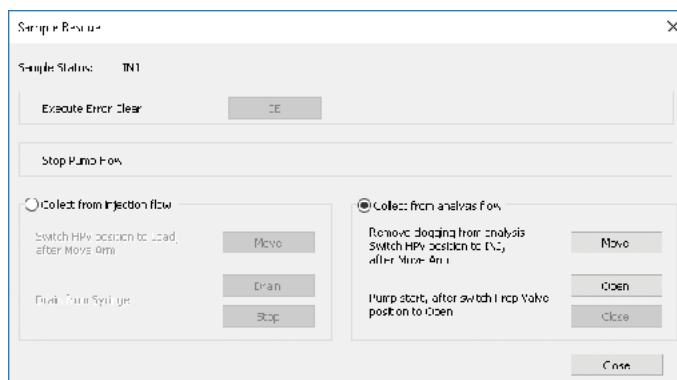 Sample Rescue
Sample Status: INJ
Execute Error Clear CE
Stop Pump Flow
Collect from injection flow
Switch HPV position to Load,
after Move Arm
Move
Drain from Syringe
Drain
Stop
Collect from analysis flow
Remove clogging from analysis
Switch HPV position to INJ,
after Move Arm
Move
Pump start, after switch Prep Valve
position to Open
Open
Close
Close